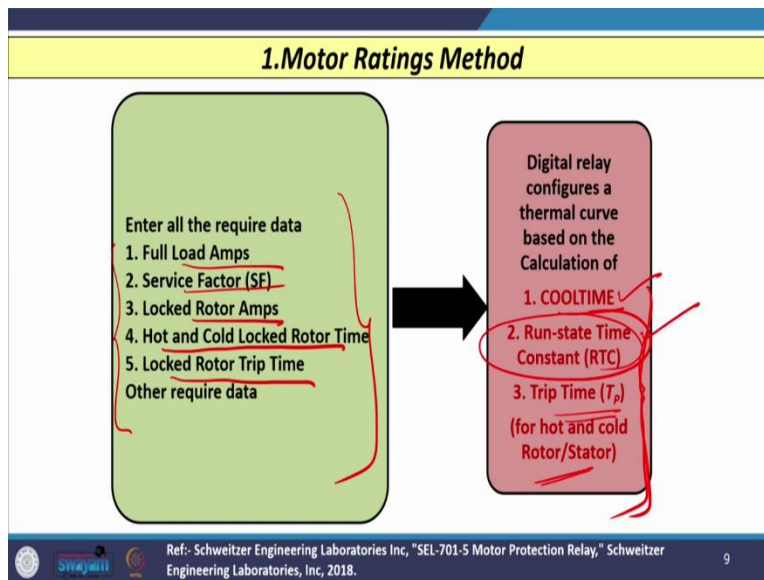 1.Motor Ratings Method
Enter all the require data
1. Full Load Amps
2. Service Factor (SF)
3. Locked Rotor Amps
4. Hot and Cold Locked Rotor Time
5. Locked Rotor Trip Time
Other require data
Digital relay
configures a
thermal curve
based on the
Calculation of
1. COOLTIME
2. Run-state Time
Constant (RTC)
3. Trip Time (Tp)
(for hot and cold
Rotor/Stator)
swayam
Ref:- Schweitzer Engineering Laboratories Inc, "SEL-701-5 Motor Protection Relay," Schweitzer
Engineering Laboratories, Inc, 2018.
9